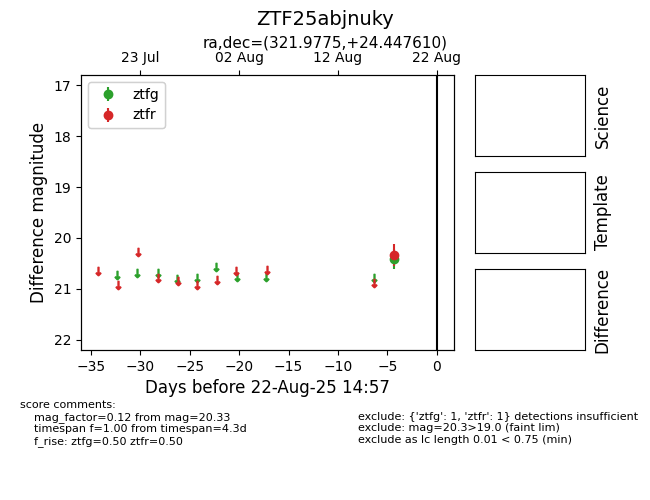 ZTF25abjnuky
ra,dec=(321.9775,+24.447610)
23 Jul 02 Aug 12 Aug 22 Aug
ztfg
ztfr
17
18
19
20
21
22
Difference magnitude
−35 −30 −25 −20 −15 −10 −5 0
Days before 22-Aug-25 14:57
Science
Template
Difference
score comments:
mag_factor=0.12 from mag=20.33
timespan f=1.00 from timespan=4.3d
f_rise: ztfg=0.50 ztfr=0.50
exclude: {'ztfg': 1, 'ztfr': 1} detections insufficient
exclude: mag=20.3>19.0 (faint lim)
exclude as lc length 0.01 < 0.75 (min)